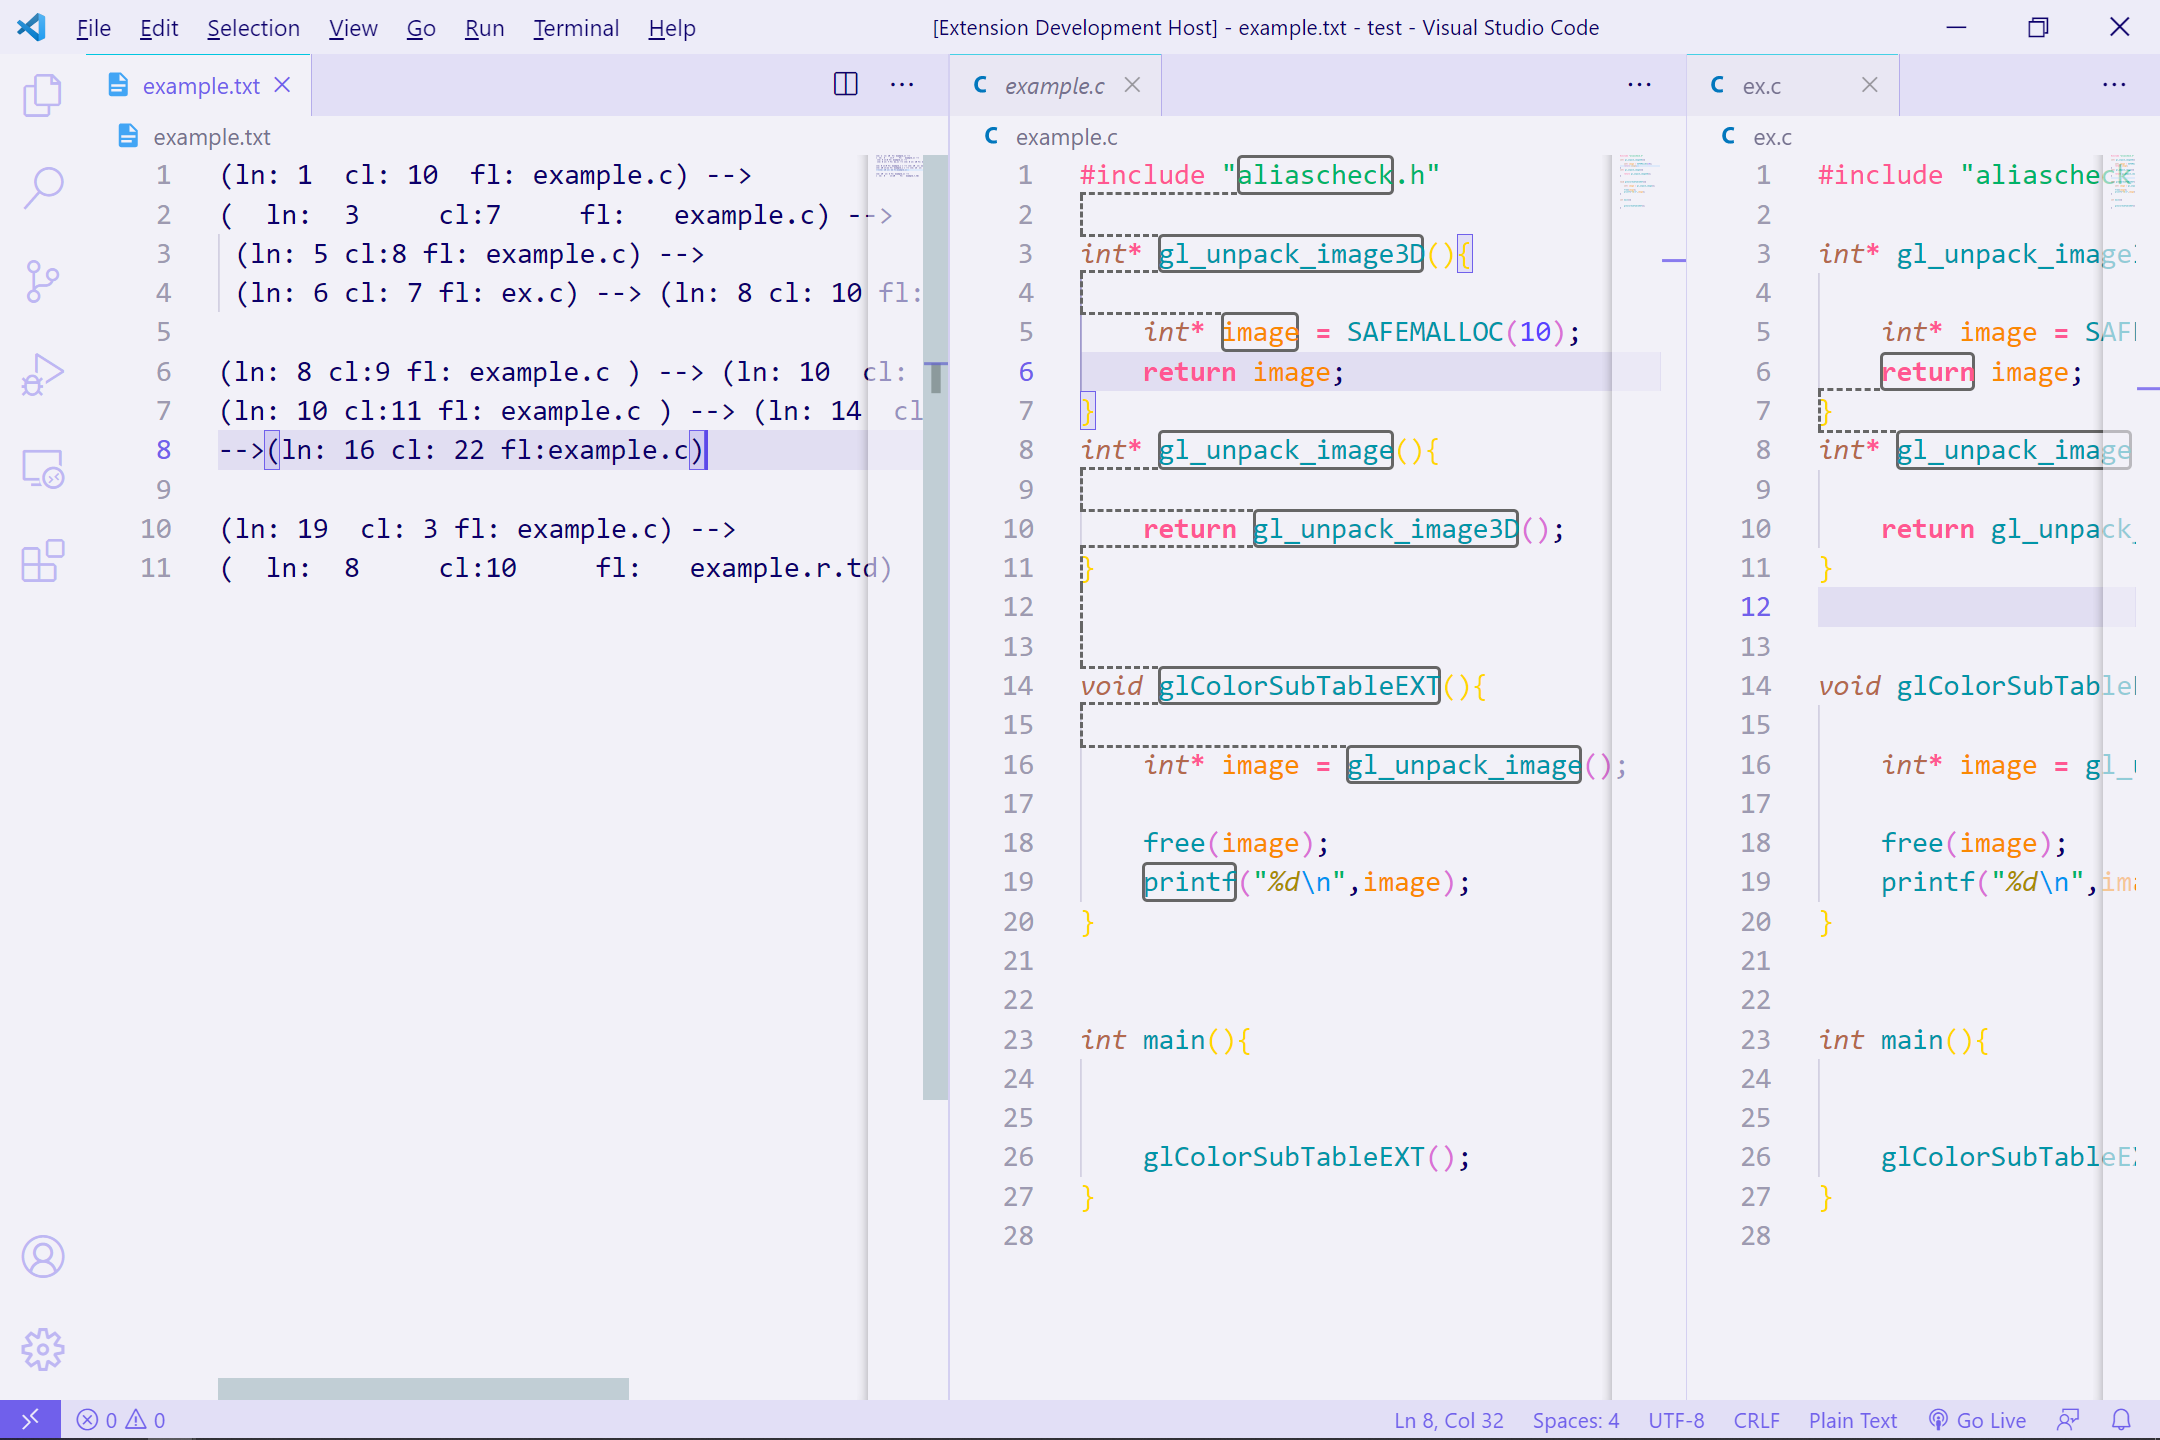 File Edit Selection View Go Run Terminal Help [Extension Development Host] - example.txt - test - Visual Studio Code
example.txt
example.txt
1 (ln: 1  cl: 10  fl: example.c) -->
2 (  ln:  3     cl:7     fl:   example.c) -->
3  (ln: 5 cl:8 fl: example.c) -->
4  (ln: 6 cl: 7 fl: ex.c) --> (ln: 8 cl: 10 fl:
5
6 (ln: 8 cl:9 fl: example.c ) --> (ln: 10  cl:
7 (ln: 10 cl:11 fl: example.c ) --> (ln: 14  cl
8 -->(ln: 16 cl: 22 fl:example.c)
9
10 (ln: 19  cl: 3 fl: example.c) -->
11 (  ln:  8     cl:10     fl:   example.r.td)
example.c
example.c
1 #include "aliascheck.h"
2
3 int* gl_unpack_image3D(){
4
5     int* image = SAFEMALLOC(10);
6     return image;
7 }
8 int* gl_unpack_image(){
9
10     return gl_unpack_image3D();
11 }
12
13
14 void glColorSubTableEXT(){
15
16     int* image = gl_unpack_image();
17
18     free(image);
19     printf("%d\n",image);
20 }
21
22
23 int main(){
24
25
26     glColorSubTableEXT();
27 }
28
ex.c
ex.c
1 #include "aliascheck
2
3 int* gl_unpack_image
4
5     int* image = SAF
6     return image;
7 }
8 int* gl_unpack_image
9
10     return gl_unpack_
11 }
12
13
14 void glColorSubTable
15
16     int* image = gl_
17
18     free(image);
19     printf("%d\n",im
20 }
21
22
23 int main(){
24
25
26     glColorSubTableE
27 }
28
0 0 Ln 8, Col 32 Spaces: 4 UTF-8 CRLF Plain Text Go Live